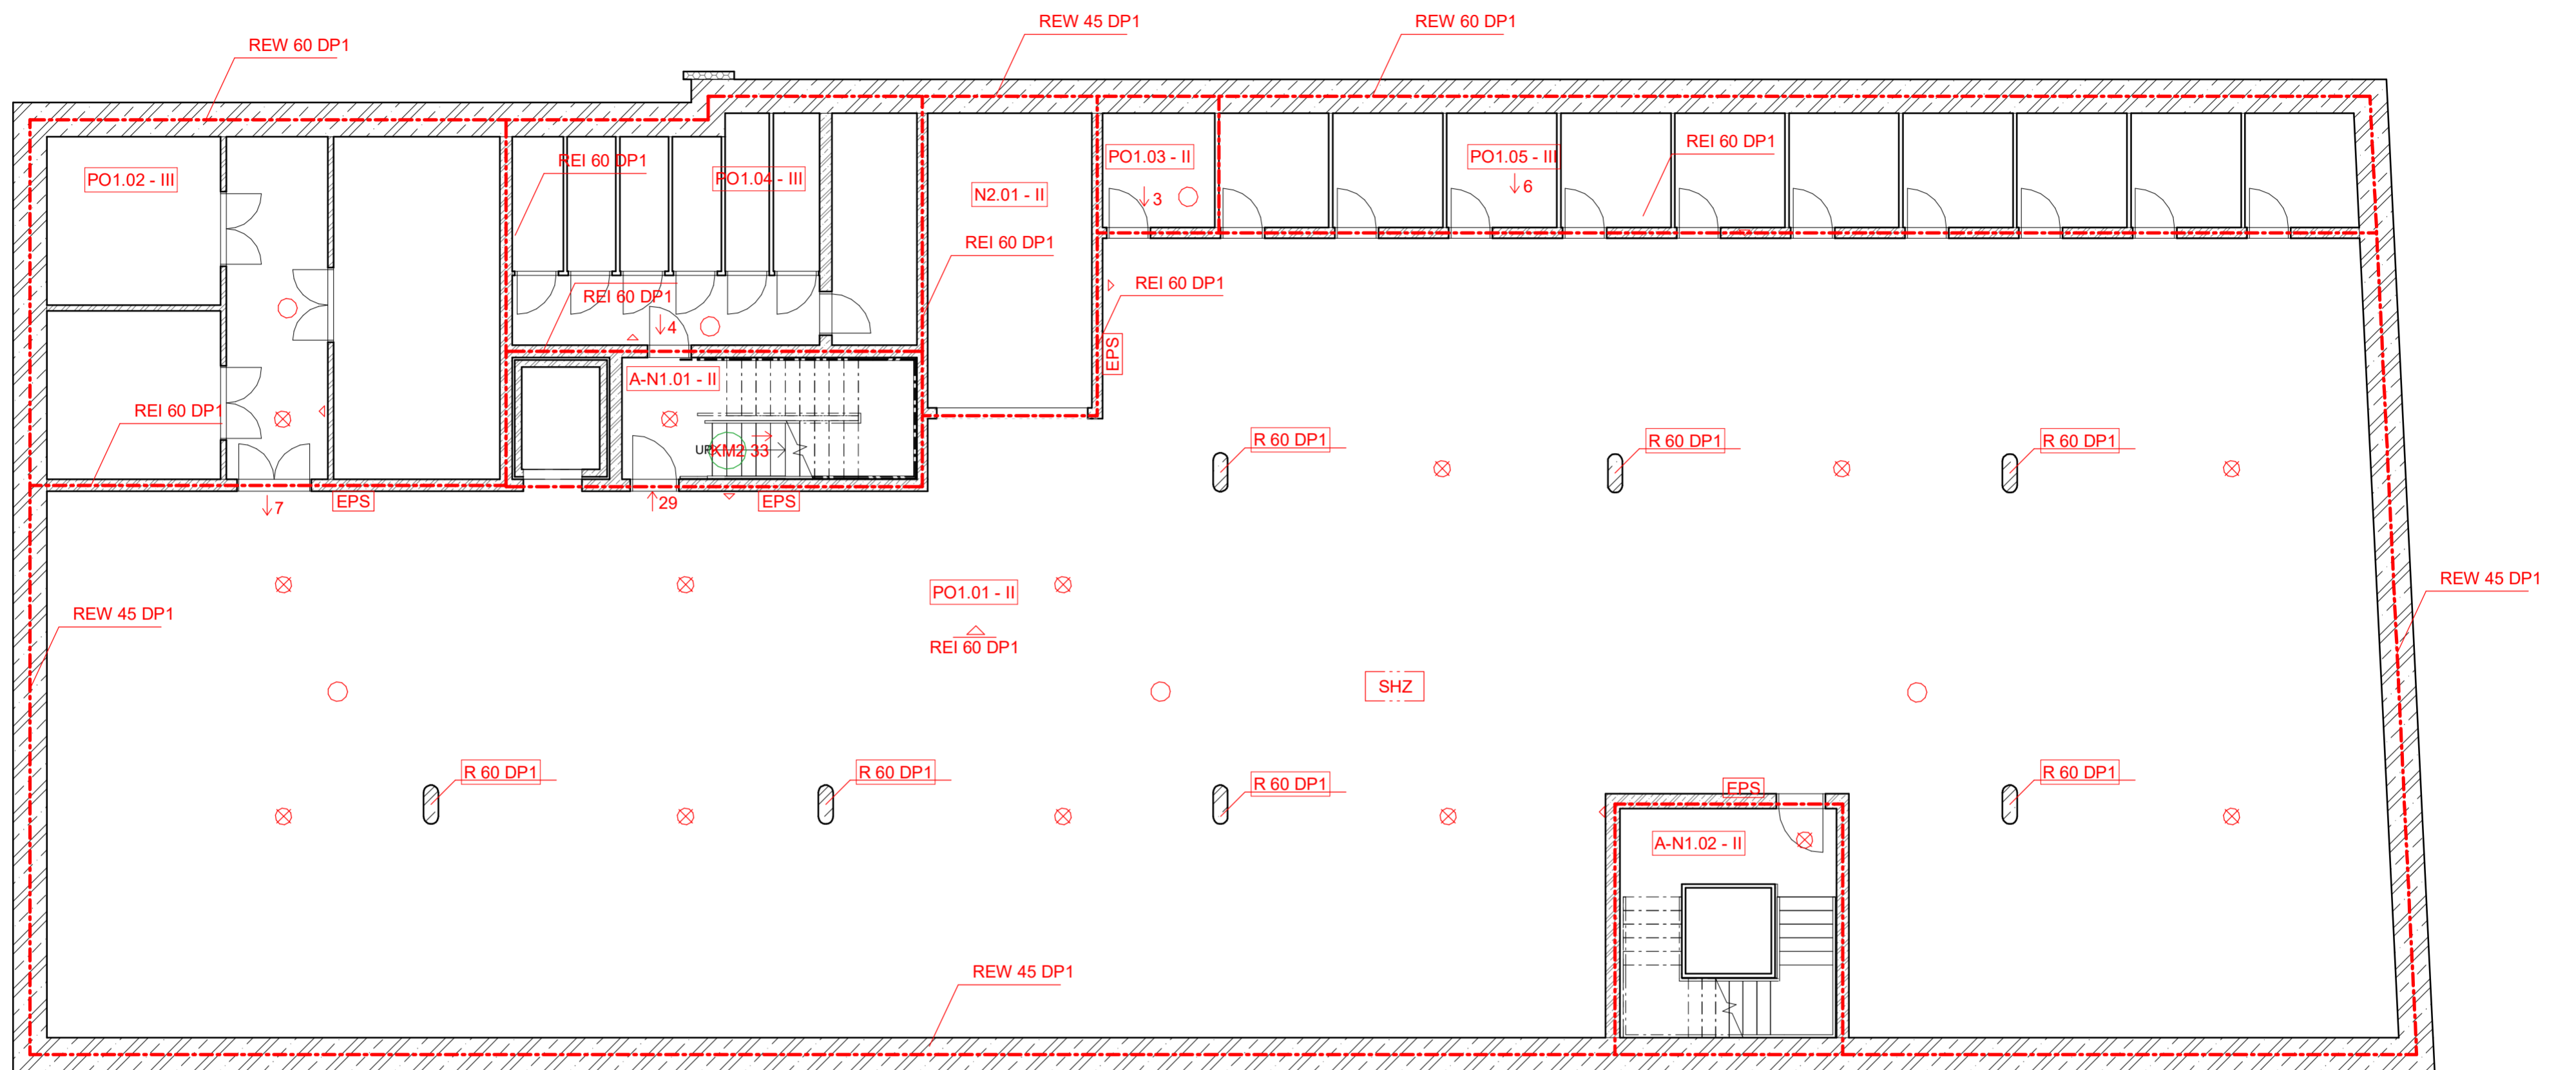 REW 45 DP1
REW 60 DP1
REW 60 DP1
REI 60 DP1
REI 60 DP1
PO1.02 - III
PO1.04 - III
N2.01 - II
PO1.03 - II
3
PO1.05 - III
6
REI 60 DP1
REI 60 DP1
REI 60 DP1
4
EPS
A-N1.01 - II
REI 60 DP1
XM2 33
R 60 DP1
R 60 DP1
R 60 DP1
7
EPS
29
EPS
PO1.01 - II
REI 60 DP1
REW 45 DP1
REW 45 DP1
SHZ
R 60 DP1
R 60 DP1
R 60 DP1
R 60 DP1
EPS
A-N1.02 - II
REW 45 DP1